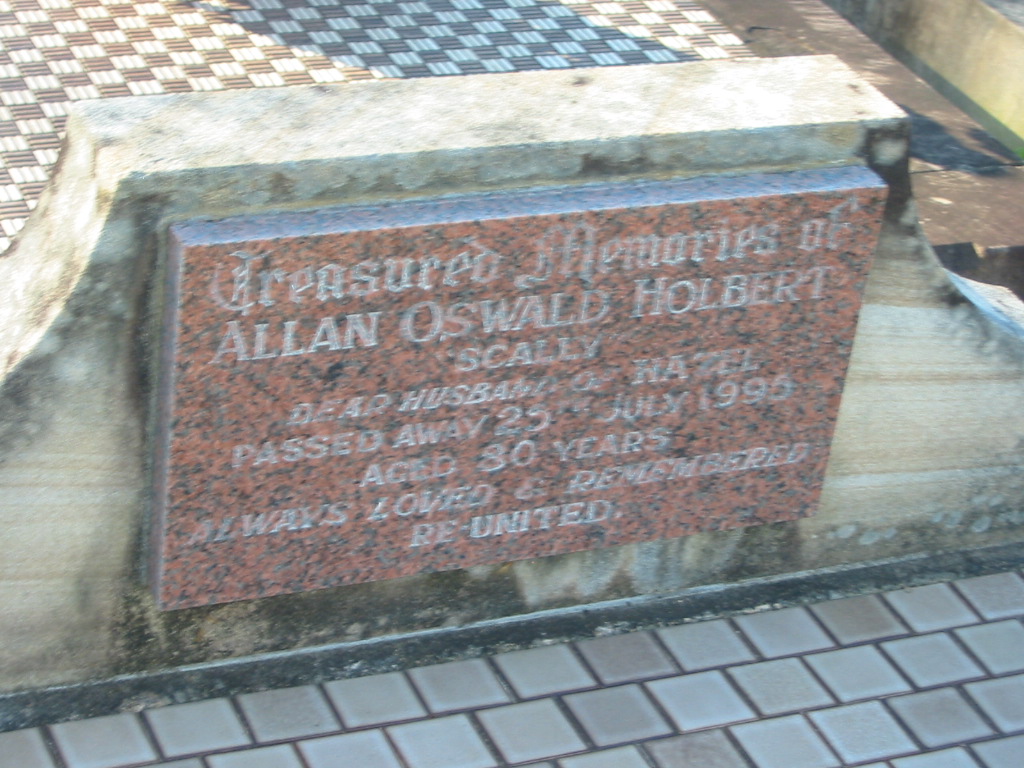 Treasured Memories of
ALLAN OSWALD HOLBERT
SCALLY
DEAR HUSBAND OF HAZEL
PASSED AWAY 25TH JULY 1995
AGED 80 YEARS
ALWAYS LOVED & REMEMBERED
RE-UNITED.